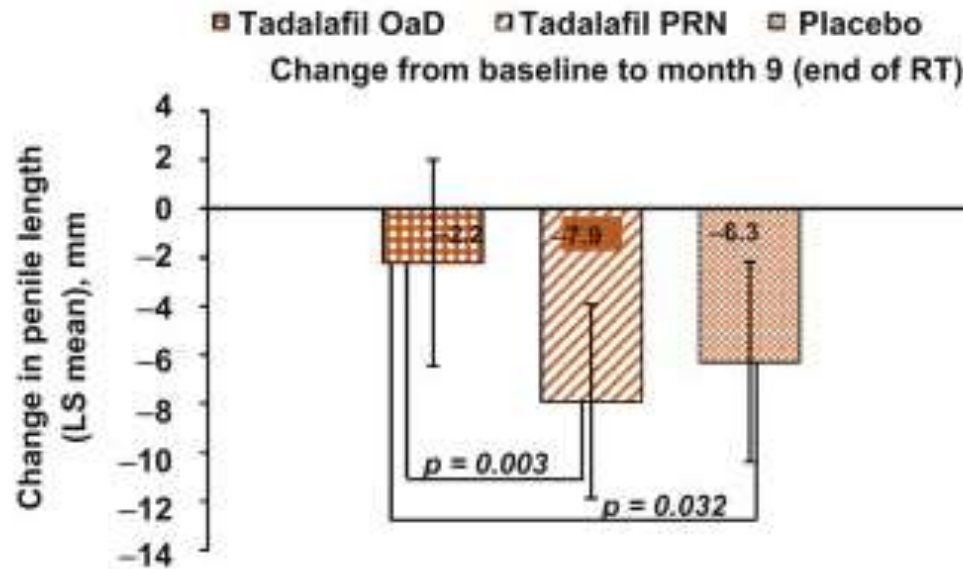 Tadalafil OaD Tadalafil PRN Placebo
Change from baseline to month 9 (end of RT)
Change in penile length
(LS mean), mm
4
2
0
−2
−4
−6
−8
−10
−12
−14
−2.2
−7.9
−6.3
p = 0.003
p = 0.032